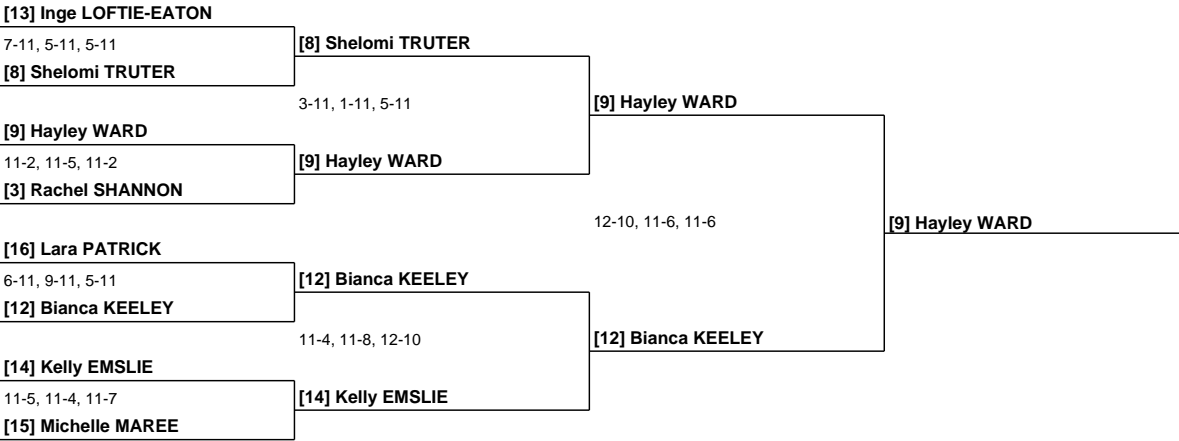 [13] Inge LOFTIE-EATON
7-11, 5-11, 5-11
[8] Shelomi TRUTER
[8] Shelomi TRUTER
3-11, 1-11, 5-11
[9] Hayley WARD
[9] Hayley WARD
11-2, 11-5, 11-2
[9] Hayley WARD
[3] Rachel SHANNON
12-10, 11-6, 11-6
[9] Hayley WARD
[16] Lara PATRICK
6-11, 9-11, 5-11
[12] Bianca KEELEY
[12] Bianca KEELEY
11-4, 11-8, 12-10
[12] Bianca KEELEY
[14] Kelly EMSLIE
11-5, 11-4, 11-7
[14] Kelly EMSLIE
[15] Michelle MAREE